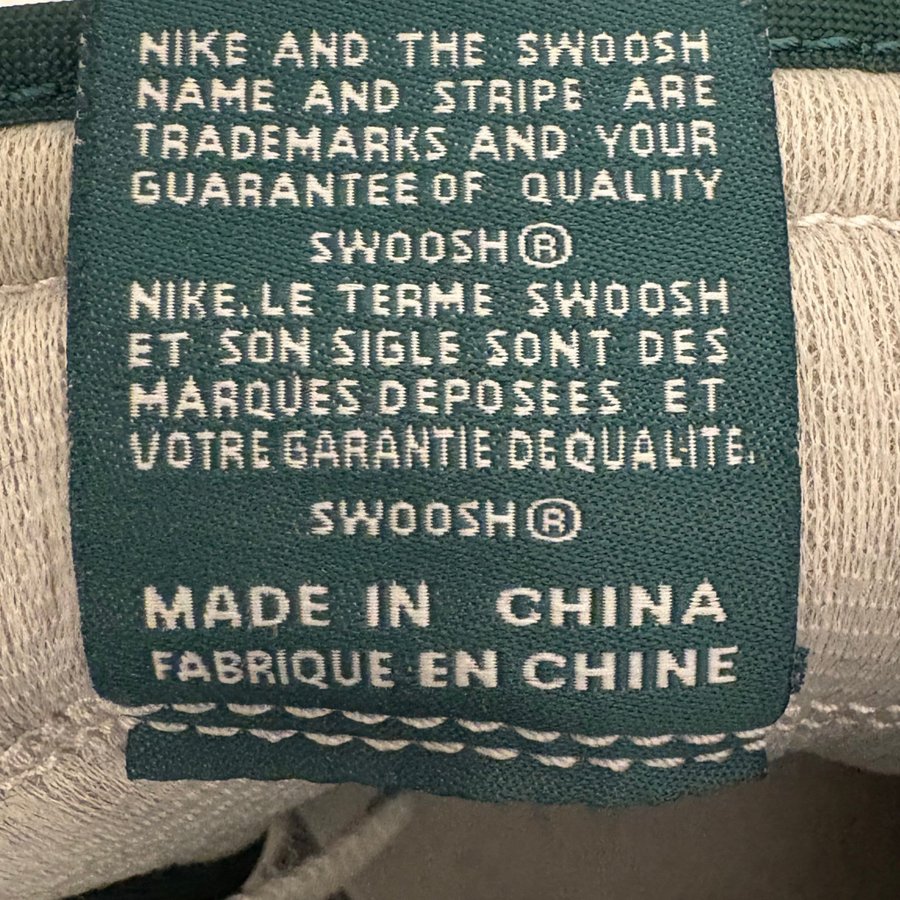 NIKE AND THE SWOOSH
NAME AND STRIPE ARE
TRADEMARKS AND YOUR
GUARANTEE OF QUALITY
SWOOSH®
NIKE, LE TERME SWOOSH
ET SON SIGLE SONT DES
MARQUES DEPOSEES ET
VOTRE GARANTIE DE QUALITE.
SWOOSH®
MADE IN CHINA
FABRIQUE EN CHINE